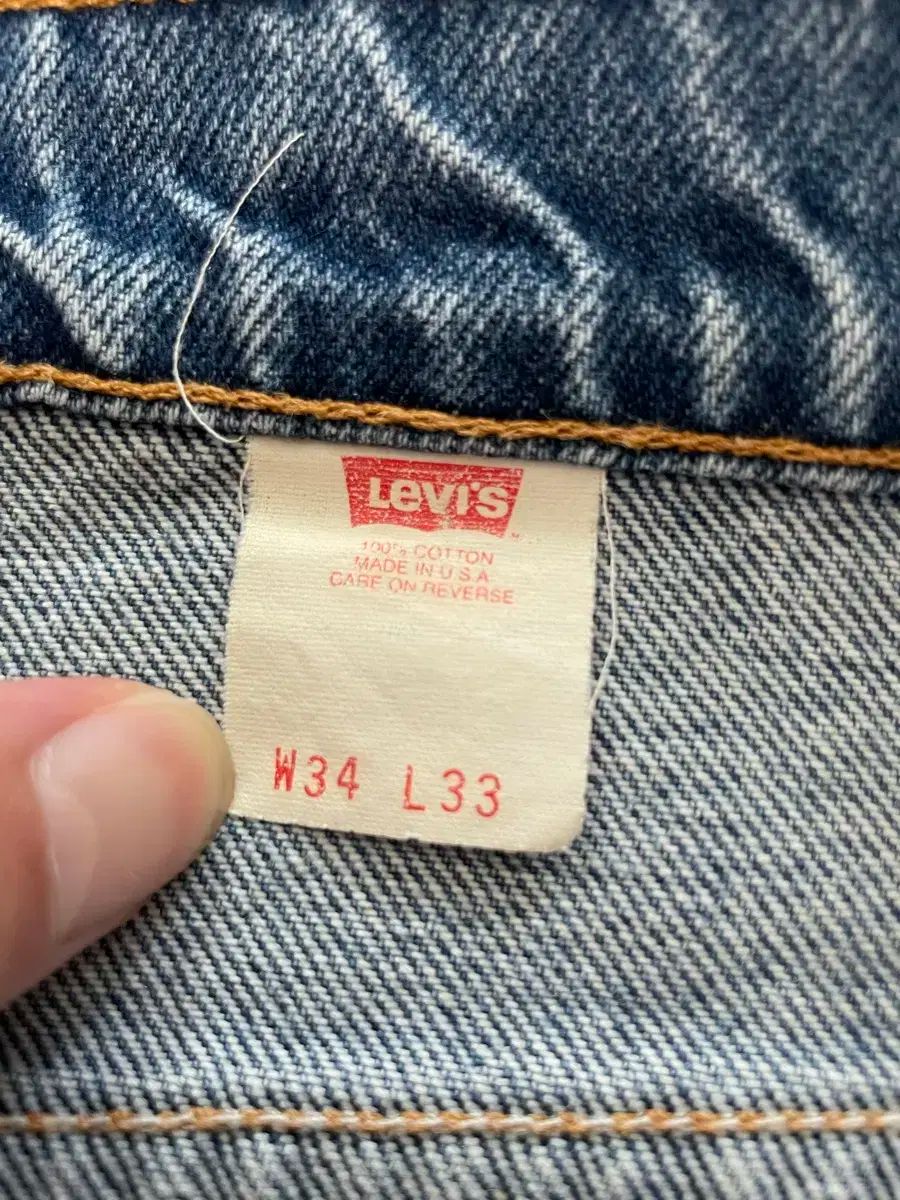 Levi's
100% COTTON
MADE IN U S A
CARE ON REVERSE
W34 L33